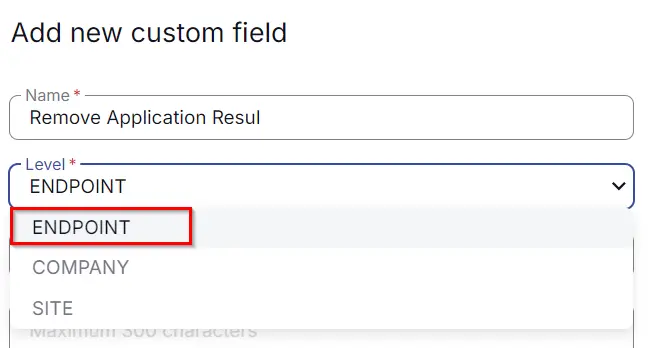 Add new custom field
Name *
Remove Application Resul
Level *
ENDPOINT
ENDPOINT
COMPANY
SITE
Maximum 300 characters